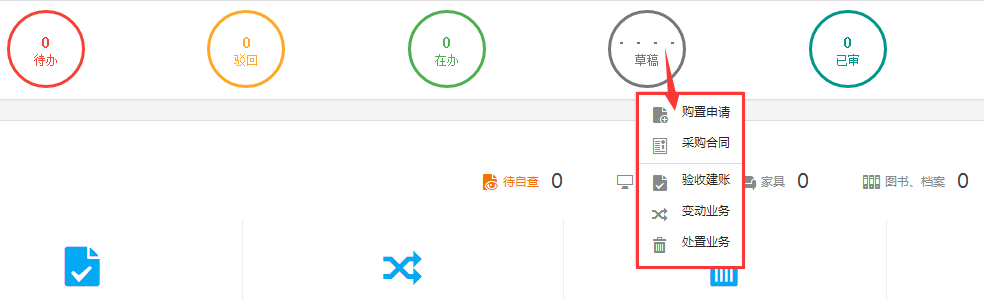 0
待办
0
驳回
0
在办
- - - -
草稿
0
已审
购置申请
采购合同
验收建账
变动业务
处置业务
待自查 0
家具 0
图书、档案 0